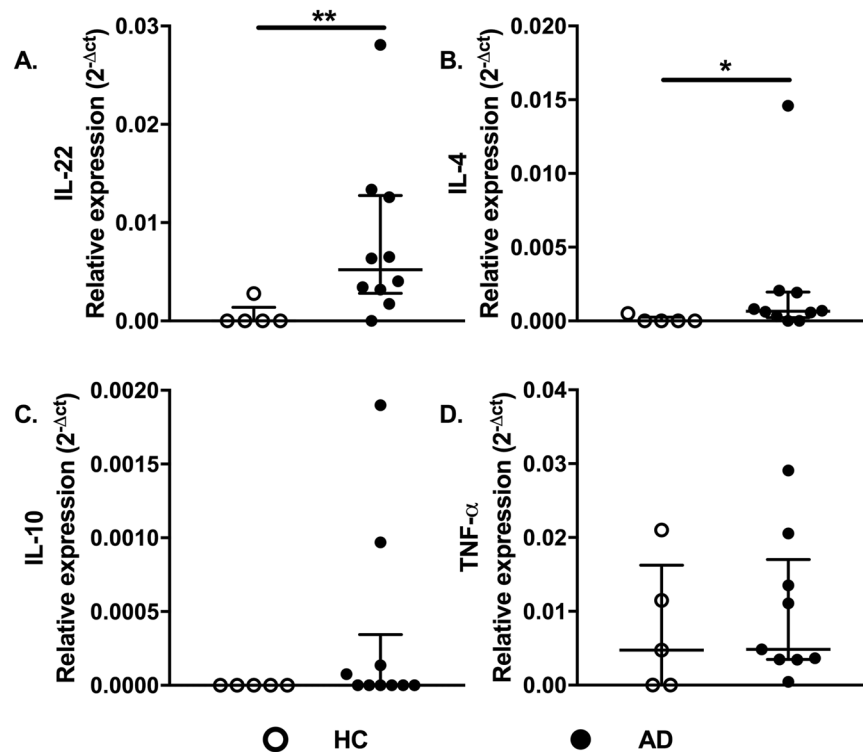 A.
IL-22
Relative expression (2-Δct)
0.03
0.02
0.01
0.00
**
B.
IL-4
Relative expression (2-Δct)
0.020
0.015
0.010
0.005
0.000
*
C.
IL-10
Relative expression (2-Δct)
0.0020
0.0015
0.0010
0.0005
0.0000
D.
TNF-α
Relative expression (2-Δct)
0.04
0.03
0.02
0.01
0.00
HC
AD